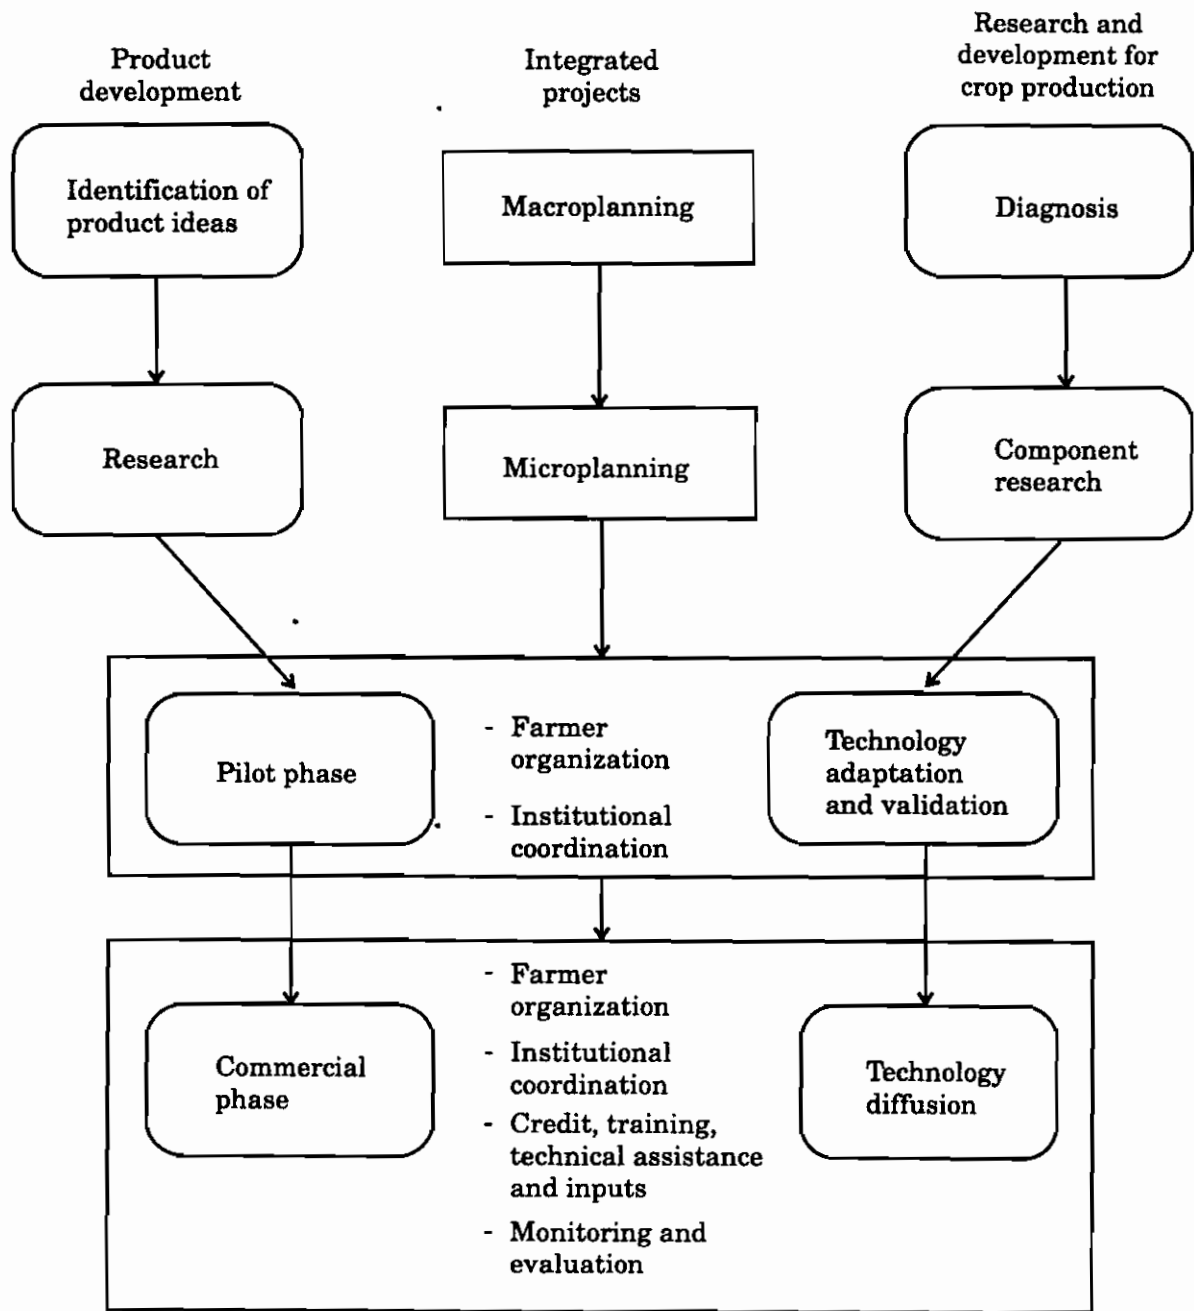 Product
development
Integrated
projects
Research and
development for
crop production
Identification of
product ideas
Macroplanning
Diagnosis
Research
Microplanning
Component
research
Pilot phase
- Farmer
organization
- Institutional
coordination
Technology
adaptation
and validation
Commercial
phase
- Farmer
organization
- Institutional
coordination
- Credit, training,
technical assistance
and inputs
- Monitoring and
evaluation
Technology
diffusion